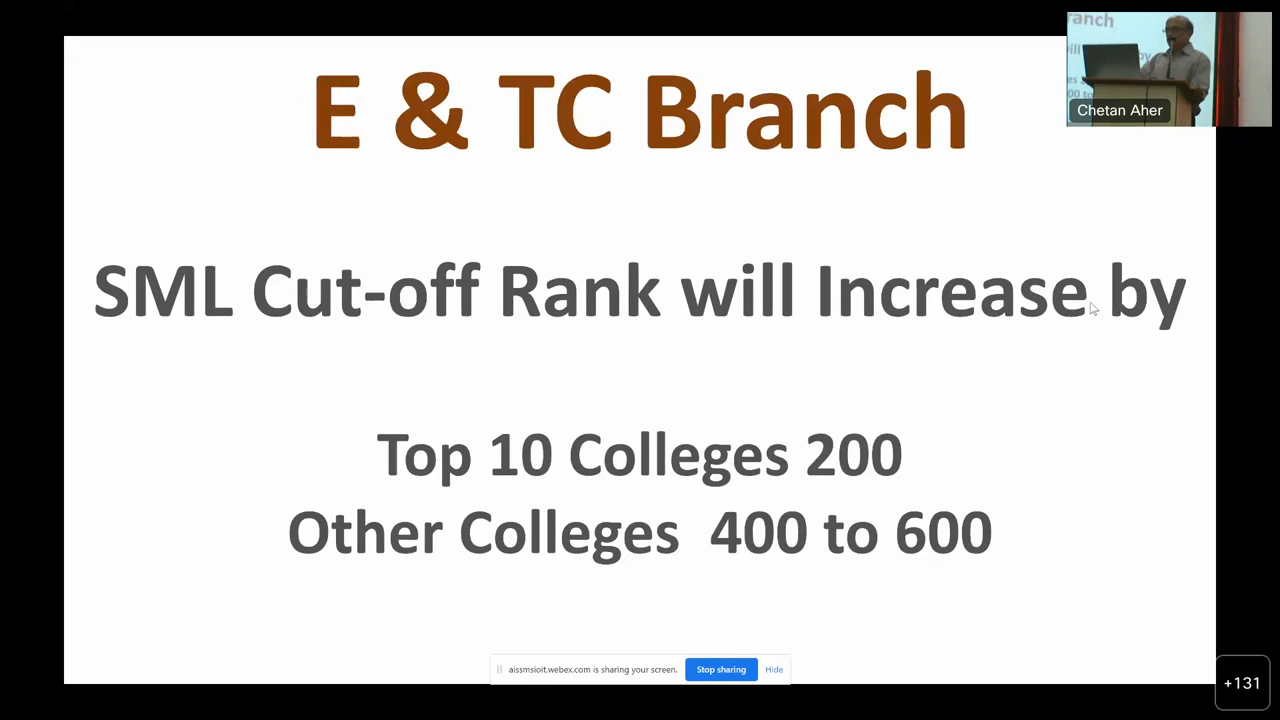 E & TC Branch
SML Cut-off Rank will Increase by
Top 10 Colleges 200
Other Colleges 400 to 600
ranch
Chetan Aher
aissmsioit.webex.com is sharing your screen.
Stop sharing
Hide
+131